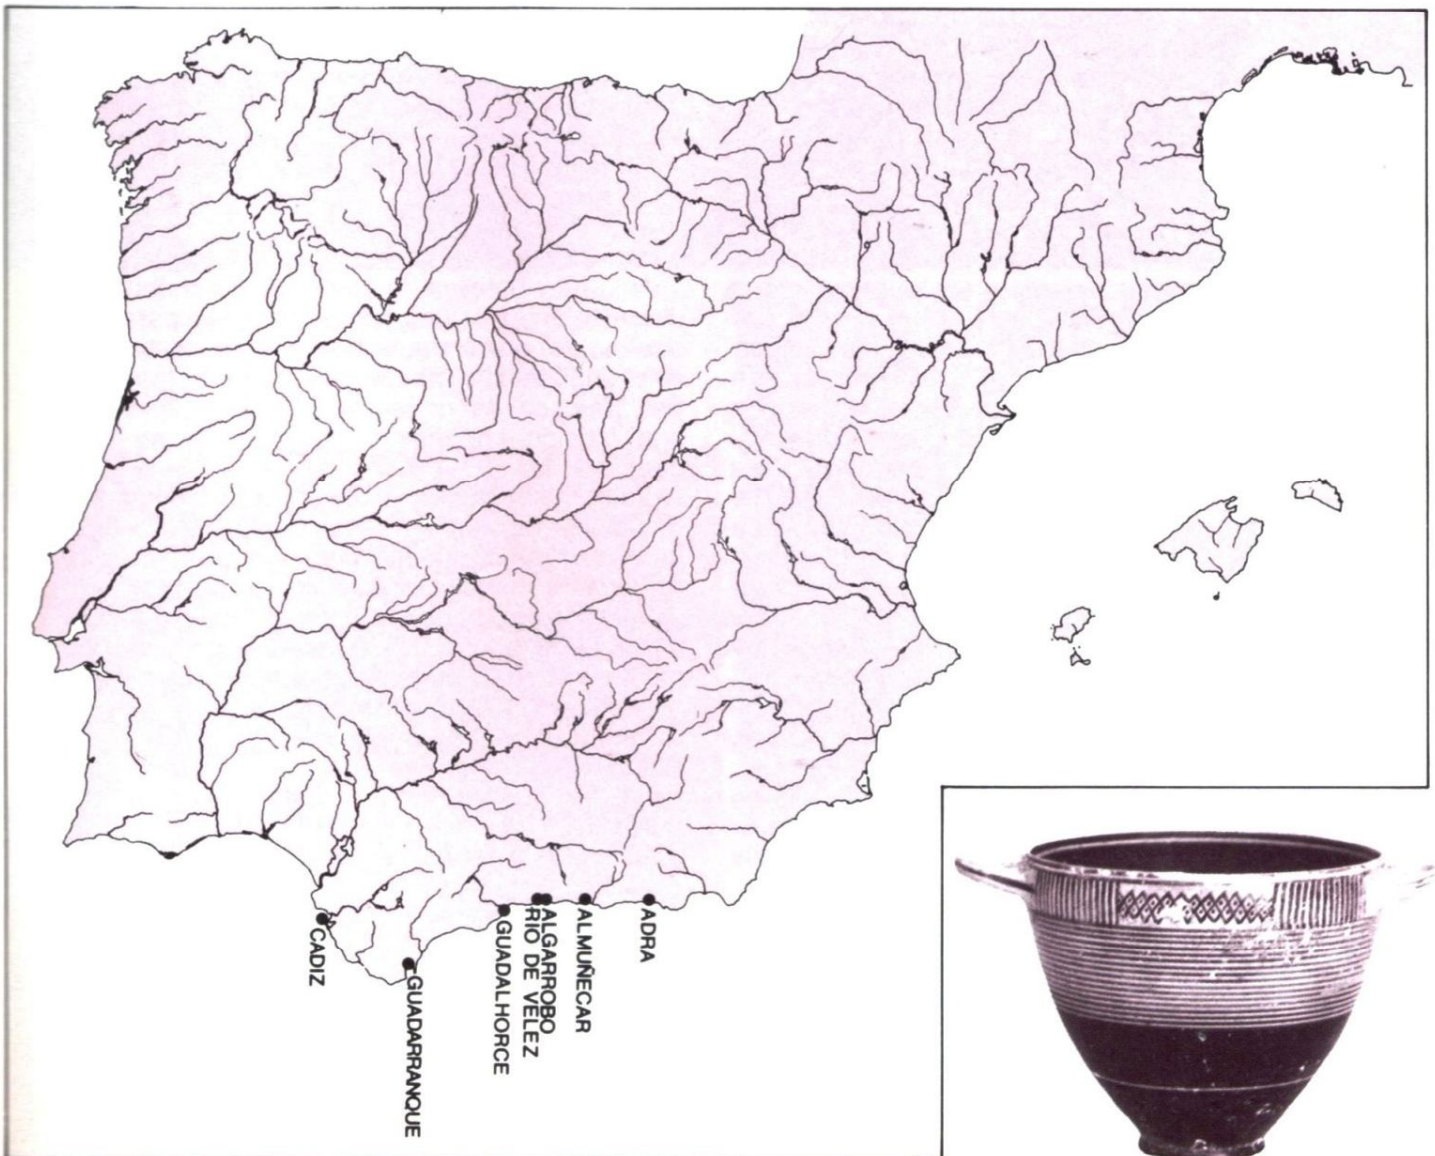 CADIZ
GUADARRANQUE
GUADALHORCE
RIO DE VELEZ
ALGARROBO
ALMUÑECAR
ADRA